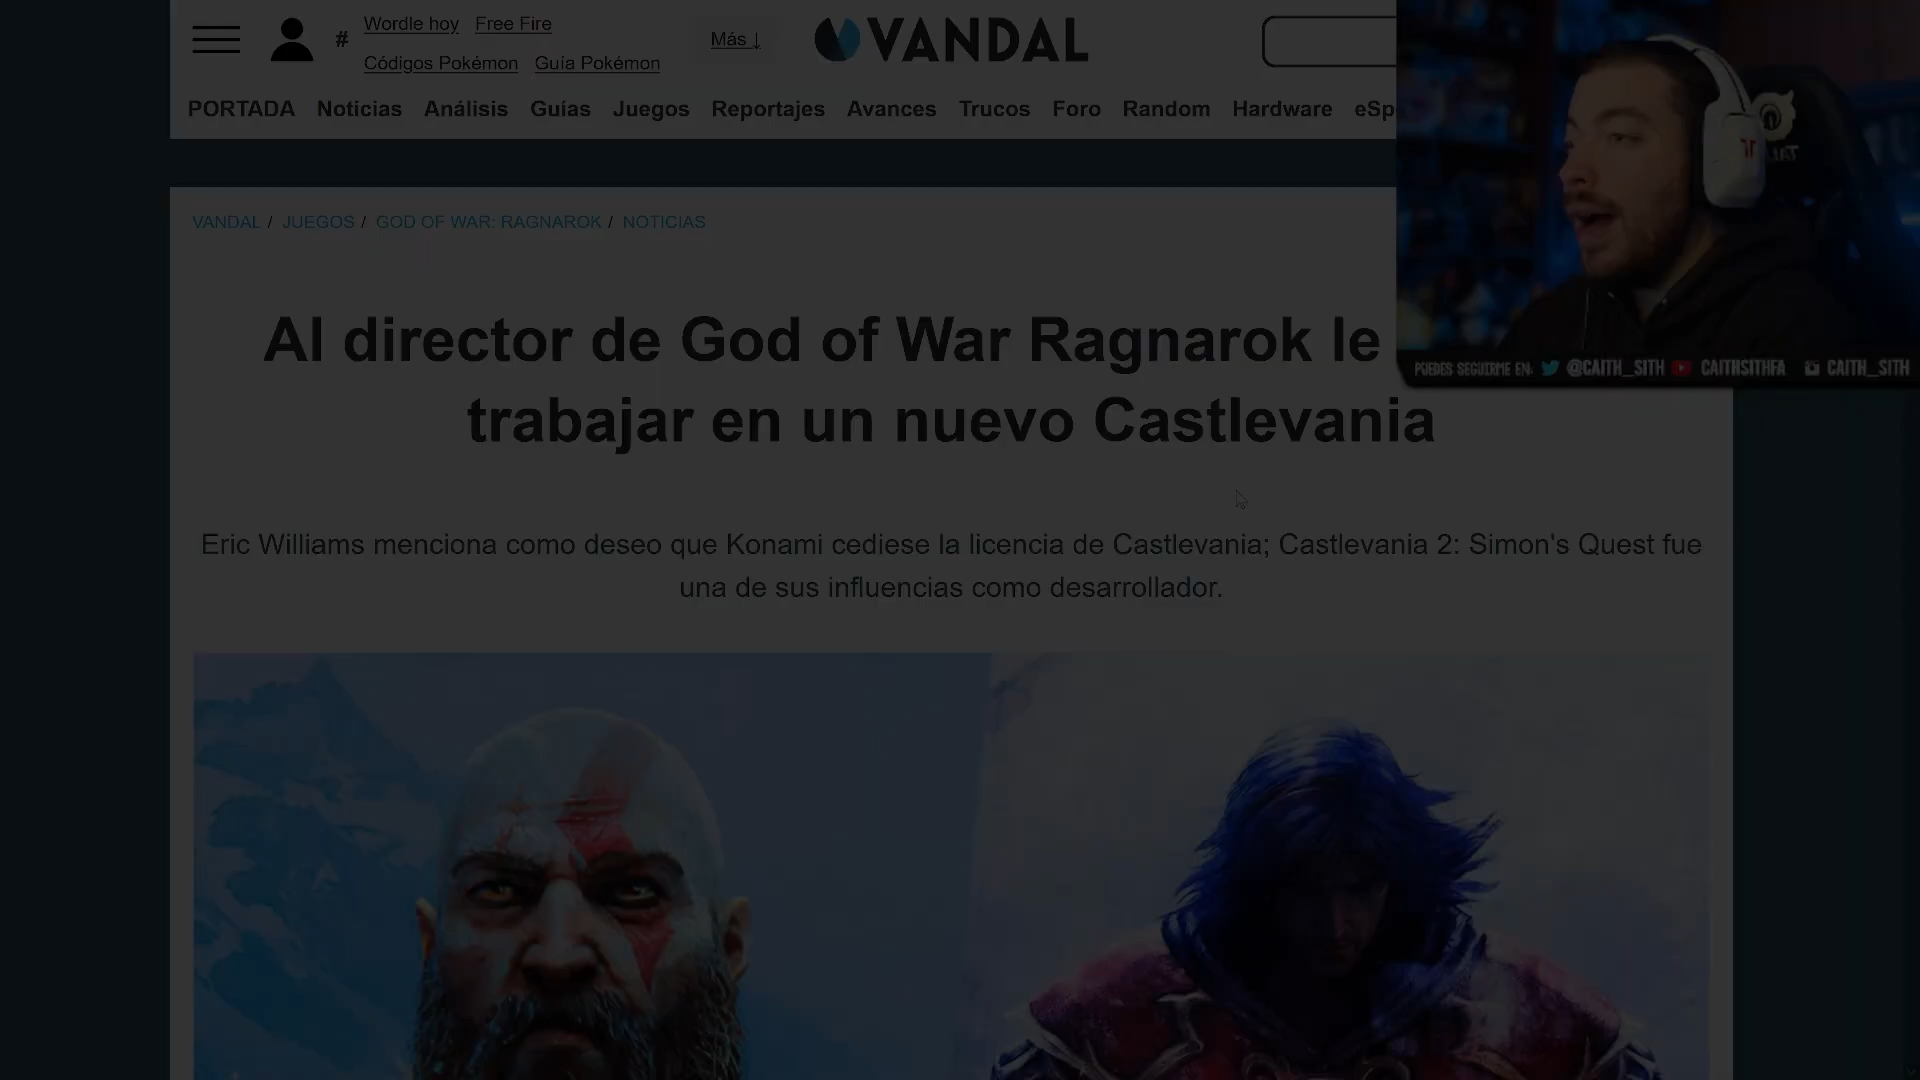 # Wordle hoy Free Fire
Códigos Pokémon Guía Pokémon
Más ↓
VANDAL
PORTADA Noticias Análisis Guías Juegos Reportajes Avances Trucos Foro Random Hardware
VANDAL / JUEGOS / GOD OF WAR: RAGNAROK / NOTICIAS
Al director de God of War Ragnarok le
trabajar en un nuevo Castlevania
Eric Williams menciona como deseo que Konami cediese la licencia de Castlevania; Castlevania 2: Simon's Quest fue
una de sus influencias como desarrollador.
PUEDES SEGUIRME EN: @CAITH_SITH CAITHSITHFA CAITH_SITH